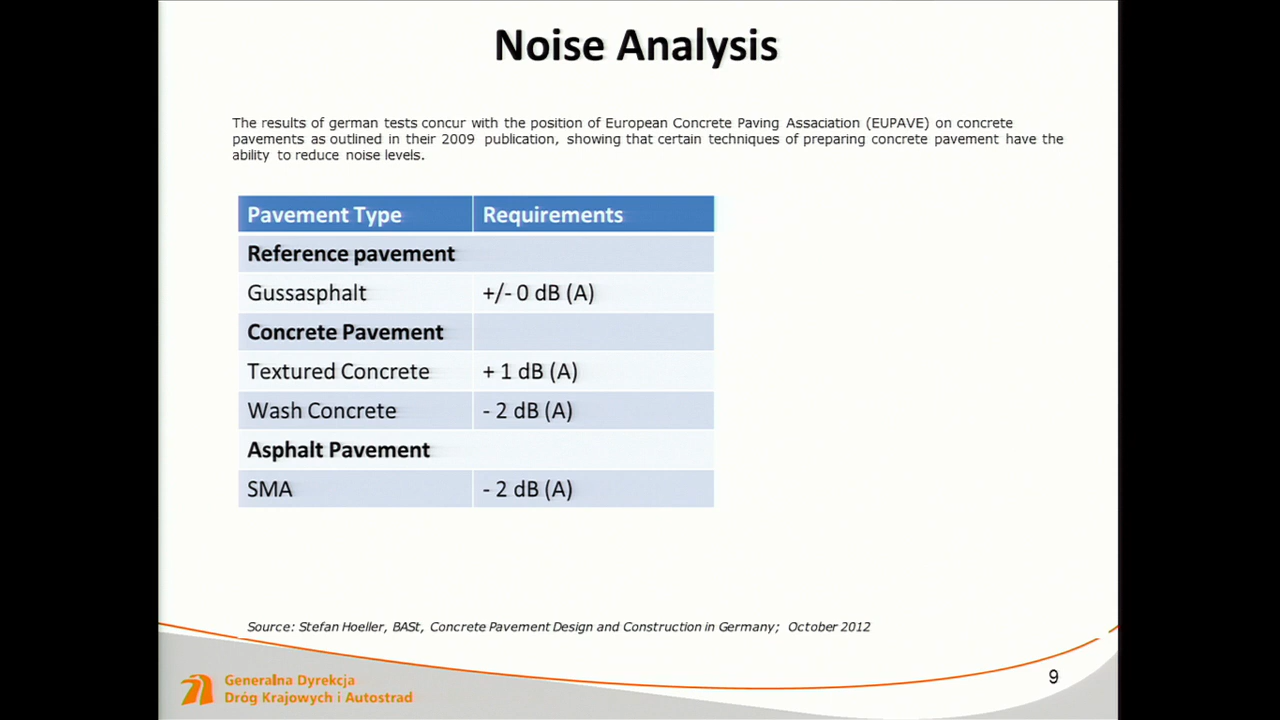 Noise Analysis
The results of german tests concur with the position of European Concrete Paving Assaciation (EUPAVE) on concrete
pavements as outlined in their 2009 publication, showing that certain techniques of preparing concrete pavement have the
ability to reduce noise levels.
Pavement Type Requirements
Reference pavement
Gussasphalt +/- 0 dB (A)
Concrete Pavement
Textured Concrete + 1 dB (A)
Wash Concrete - 2 dB (A)
Asphalt Pavement
SMA - 2 dB (A)
Source: Stefan Hoeller, BASt, Concrete Pavement Design and Construction in Germany; October 2012
Generalna Dyrekcja
Dróg Krajowych i Autostrad
9